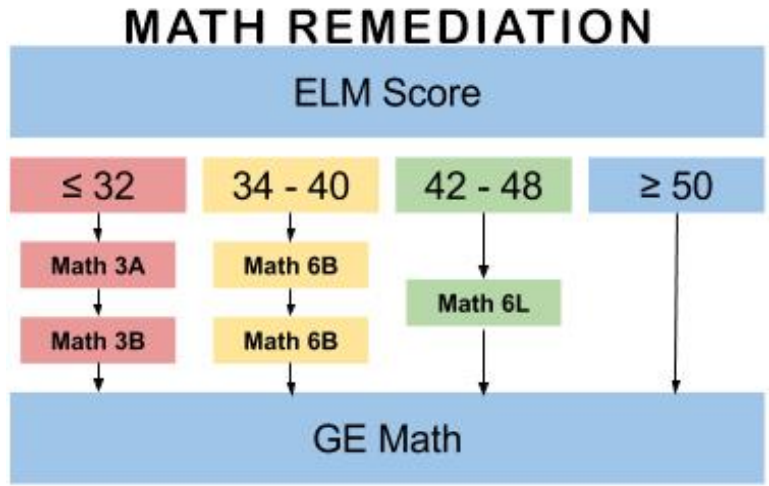 MATH REMEDIATION
ELM Score
≤ 32
34 - 40
42 - 48
≥ 50
Math 3A
Math 6B
Math 6L
Math 3B
Math 6B
GE Math